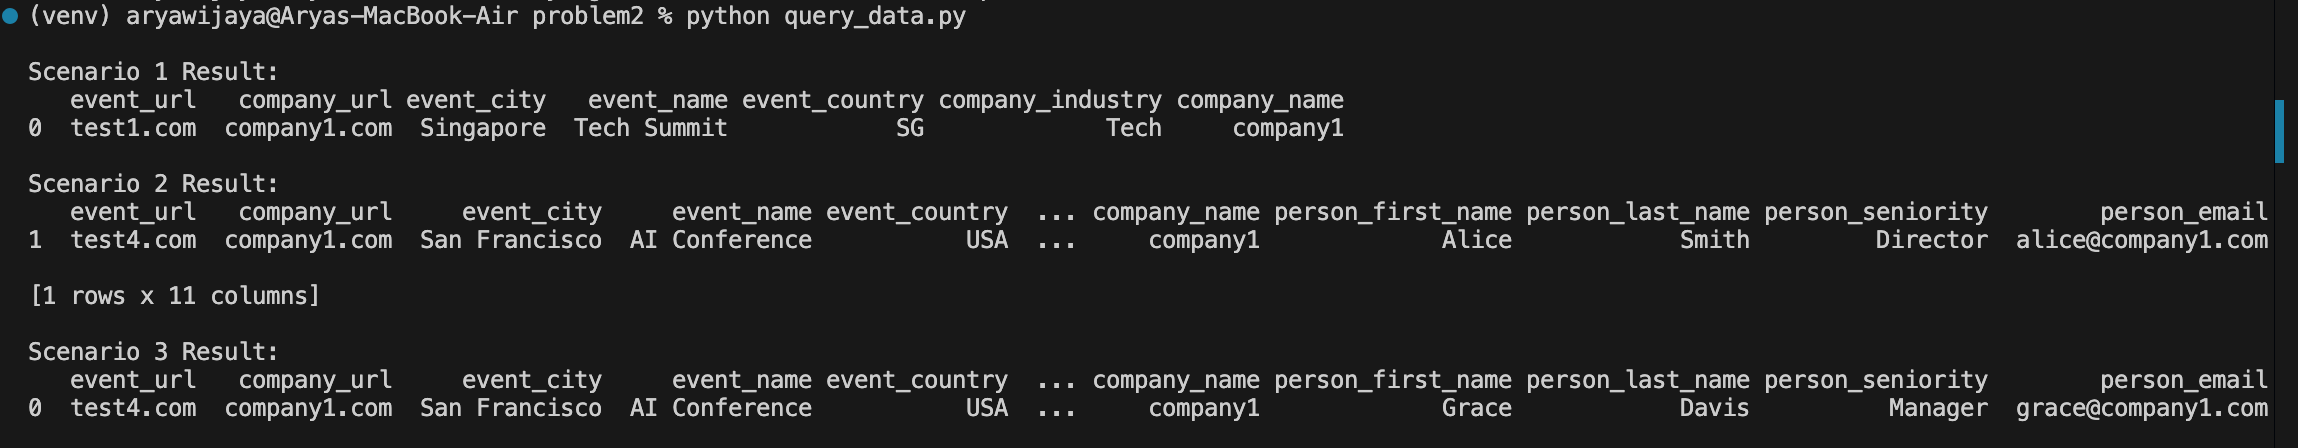 (venv) aryawijaya@Aryas-MacBook-Air problem2 % python query_data.py
Scenario 1 Result:
event_url company_url event_city event_name event_country company_industry company_name
0 test1.com company1.com Singapore Tech Summit SG Tech company1
Scenario 2 Result:
event_url company_url event_city event_name event_country ... company_name person_first_name person_last_name person_seniority person_email
1 test4.com company1.com San Francisco AI Conference USA ... company1 Alice Smith Director alice@company1.com
[1 rows x 11 columns]
Scenario 3 Result:
event_url company_url event_city event_name event_country ... company_name person_first_name person_last_name person_seniority person_email
0 test4.com company1.com San Francisco AI Conference USA ... company1 Grace Davis Manager grace@company1.com